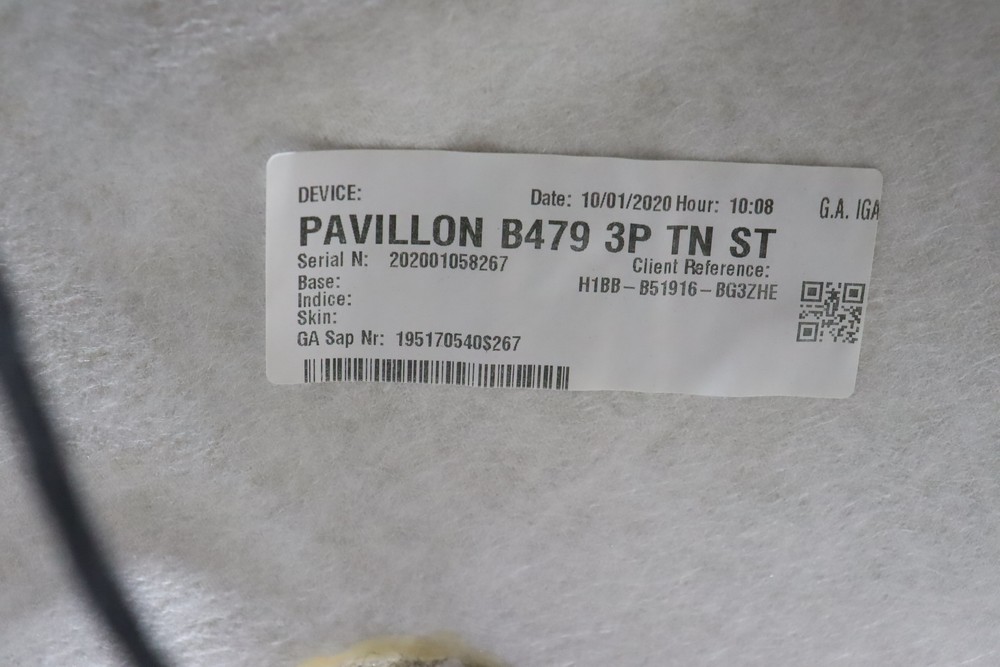 DEVICE: Date: 10/01/2020 Hour: 10:08 G.A. IGA
PAVILLON B479 3P TN ST
Serial N: 202001058267 Client Reference:
Base: H1BB-B51916-BG3ZHE
Indice:
Skin:
GA Sap Nr: 195170540S267